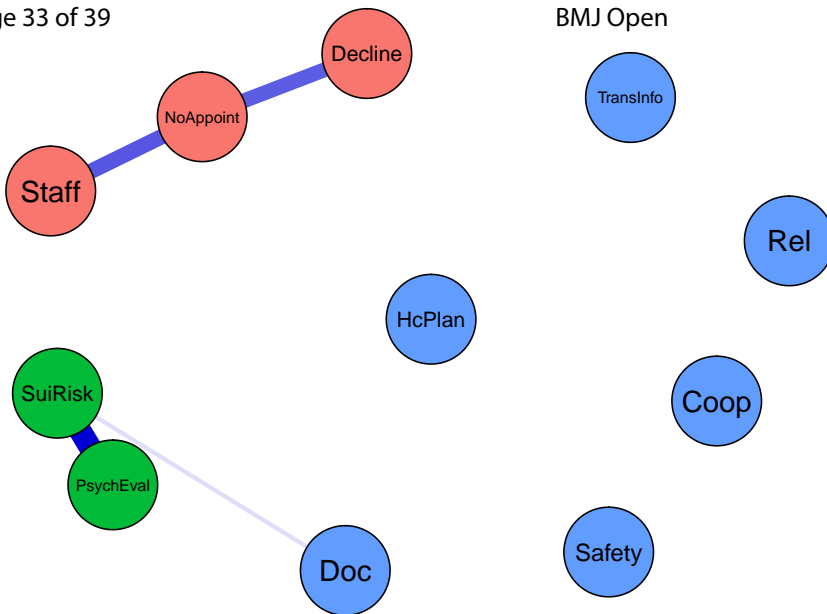 ge 33 of 39
BMJ Open
Decline
TransInfo
NoAppoint
Staff
Rel
HcPlan
SuiRisk
Coop
PsychEval
Safety
Doc